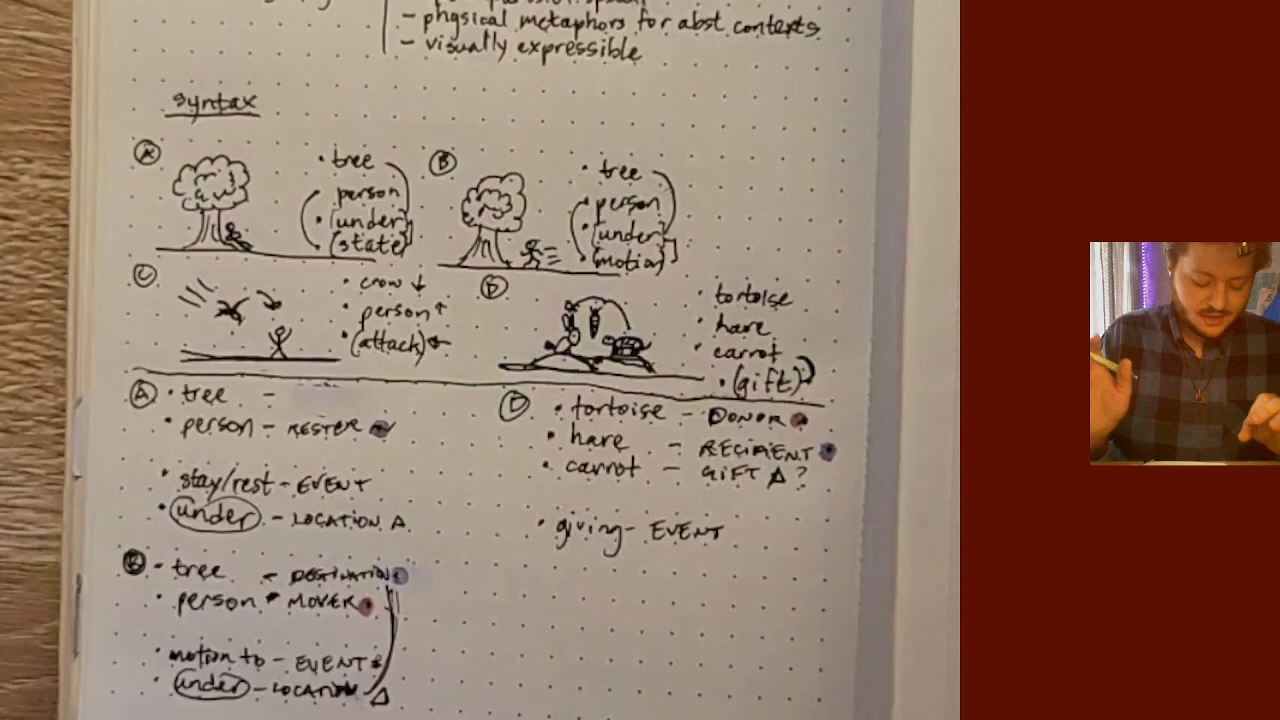 – physical metaphors for abst contexts
– visually expressible
syntax
A
• tree
person
• (under)
(state)
B
• tree
• person
• (under)
(motion)
C
• crow ↓
• person ↑
• (attack)
D
• tortoise
• hare
• carrot
• (gift)
A • tree –
• person – RESTER
• stay/rest – EVENT
• under – LOCATION Δ
B • tree – DESTINATION
• person – MOVER
• motion to – EVENT
• under – LOCATION Δ
D • tortoise – DONOR
• hare – RECIPIENT
• carrot – GIFT Δ ?
• giving – EVENT